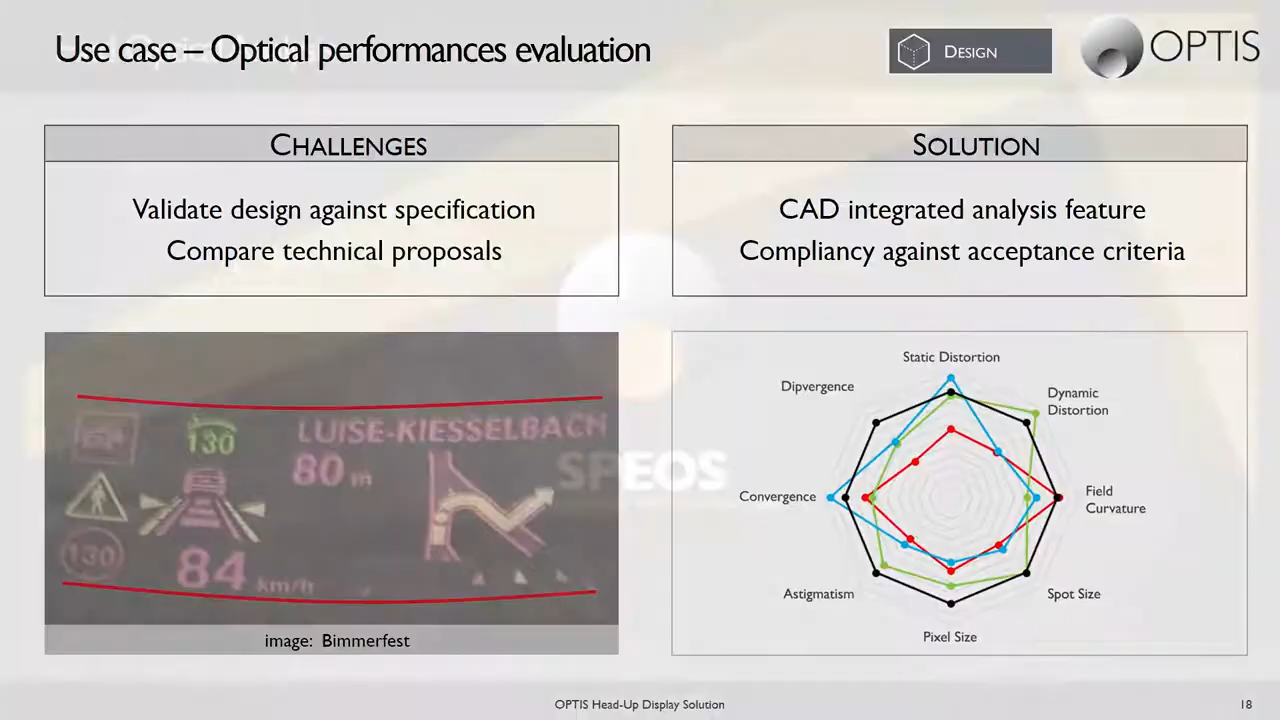 Use case – Optical performances evaluation
DESIGN
OPTIS
CHALLENGES
Validate design against specification
Compare technical proposals
SOLUTION
CAD integrated analysis feature
Compliancy against acceptance criteria
130
LUISE-KIESSELBACH
80 m
130
84 km/h
image: Bimmerfest
SPEOS
Static Distortion
Dipvergence
Dynamic
Distortion
Convergence
Field
Curvature
Astigmatism
Spot Size
Pixel Size
OPTIS Head-Up Display Solution
18